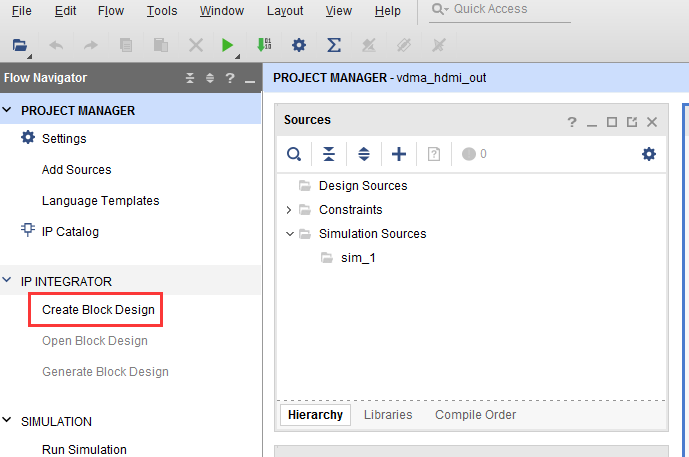 File Edit Flow Tools Window Layout View Help Quick Access
Flow Navigator
PROJECT MANAGER - vdma_hdmi_out
PROJECT MANAGER
Settings
Add Sources
Language Templates
IP Catalog
IP INTEGRATOR
Create Block Design
Open Block Design
Generate Block Design
SIMULATION
Run Simulation
Sources
0
Design Sources
Constraints
Simulation Sources
sim_1
Hierarchy Libraries Compile Order